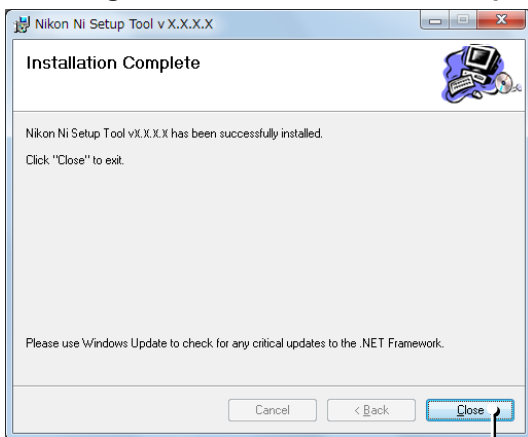 Nikon Ni Setup Tool v X.X.X.X
Installation Complete
Nikon Ni Setup Tool vX.X.X.X has been successfully installed.
Click "Close" to exit.
Please use Windows Update to check for any critical updates to the .NET Framework.
Cancel < Back Close